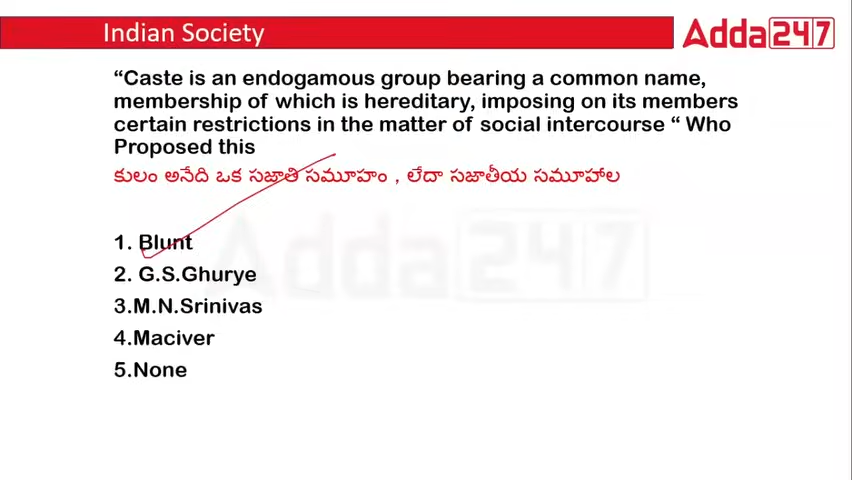 Indian Society
Adda247
“Caste is an endogamous group bearing a common name,
membership of which is hereditary, imposing on its members
certain restrictions in the matter of social intercourse “ Who
Proposed this
కులం అనేది ఒక సజాతి సమూహం , లేదా సజాతీయ సమూహాల
1. Blunt
2. G.S.Ghurye
3.M.N.Srinivas
4.Maciver
5.None
Adda247